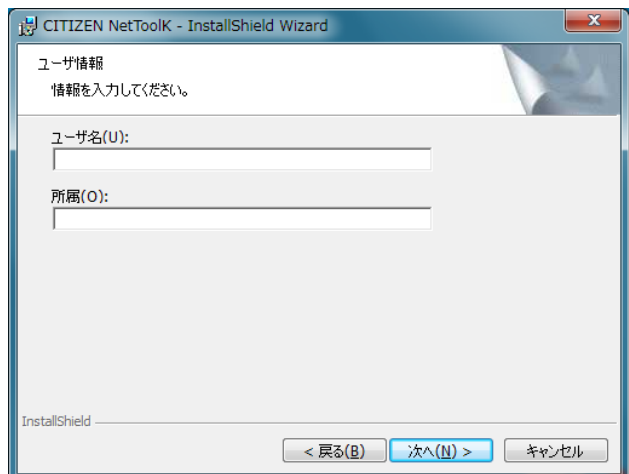 CITIZEN NetToolK - InstallShield Wizard
ユーザ情報
情報を入力してください。
ユーザ名(U):
所属(O):
InstallShield
< 戻る(B)
次へ(N) >
キャンセル